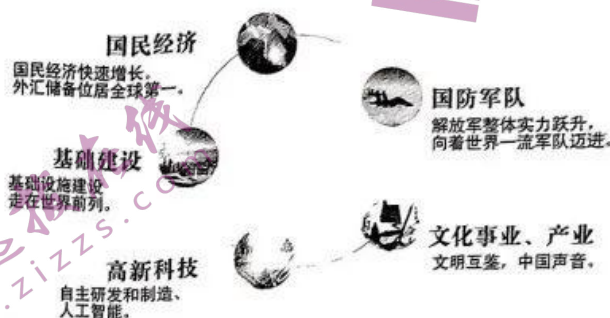 国民经济
国民经济快速增长。
外汇储备位居全球第一。
国防军队
解放军整体实力跃升,
向着世界一流军队迈进。
基础建设
基础设施建设
走在世界前列。
文化事业、产业
文明互鉴,中国声音。
高新科技
自主研发和制造、
人工智能。
.zizzs.c